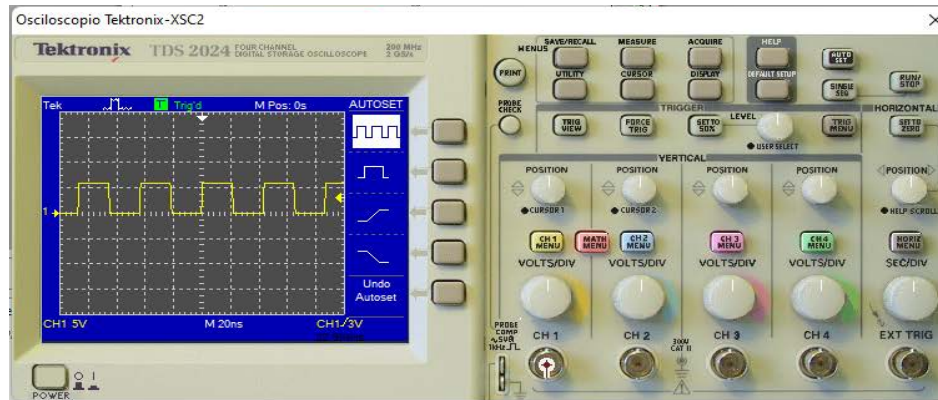 Osciloscopio Tektronix-XSC2
Tektronix TDS 2024 FOUR CHANNEL DIGITAL STORAGE OSCILLOSCOPE 200 MHz 2 GS/s
Tek T Trig'd M Pos: 0s AUTOSET
1
Undo
Autoset
CH1 5V M 20ns CH1 3V
POWER
MENUS
SAVE/RECALL MEASURE ACQUIRE HELP
PRINT
UTILITY CURSOR DISPLAY DEFAULT SETUP
AUTO SET
SINGLE SEQ
RUN/STOP
PROBE CHECK
TRIGGER
HORIZONTAL
TRIG VIEW
FORCE TRIG
SET TO 50%
LEVEL
USER SELECT
TRIG MENU
SET TO ZERO
VERTICAL
POSITION POSITION POSITION POSITION POSITION
CURSOR 1 CURSOR 2 HELP SCROLL
CH 1 MENU
MATH MENU
CH 2 MENU
CH 3 MENU
CH 4 MENU
HORIZ MENU
VOLTS/DIV VOLTS/DIV VOLTS/DIV VOLTS/DIV SEC/DIV
PROBE COMP
~5V@
1kHz
CH 1 CH 2 CH 3 CH 4 EXT TRIG
300V
CAT II